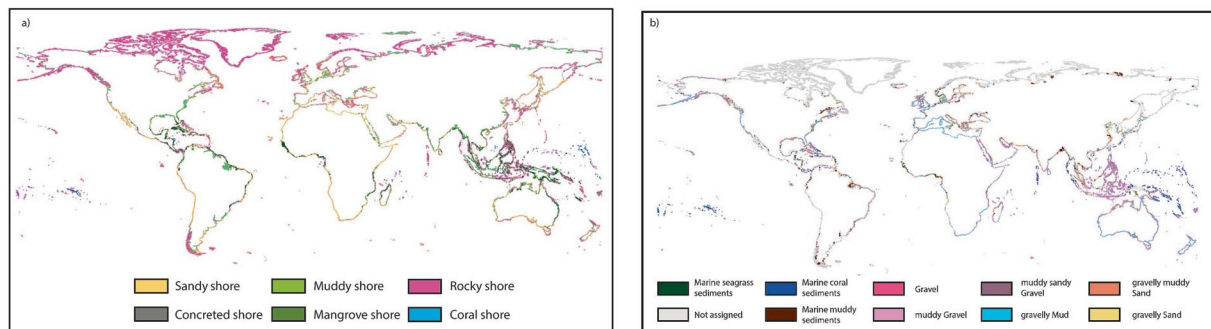 a)
Sandy shore
Muddy shore
Rocky shore
Concreted shore
Mangrove shore
Coral shore
b)
Marine seagrass
sediments
Marine coral
sediments
Gravel
muddy sandy
Gravel
gravelly muddy
Sand
Not assigned
Marine muddy
sediments
muddy Gravel
gravelly Mud
gravelly Sand